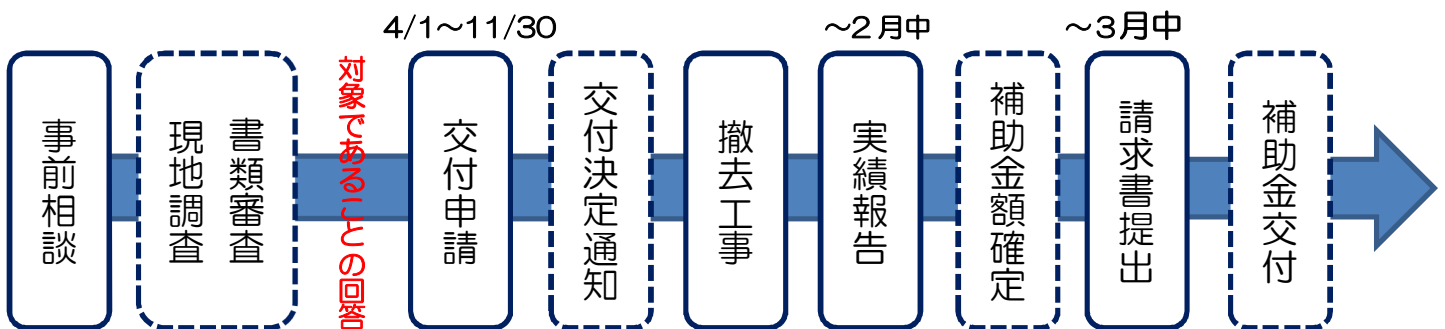 4/1～11/30
～2月中
～3月中
事前相談
書類審査
現地調査
対象であることの回答
交付申請
交付決定通知
撤去工事
実績報告
補助金額確定
請求書提出
補助金交付